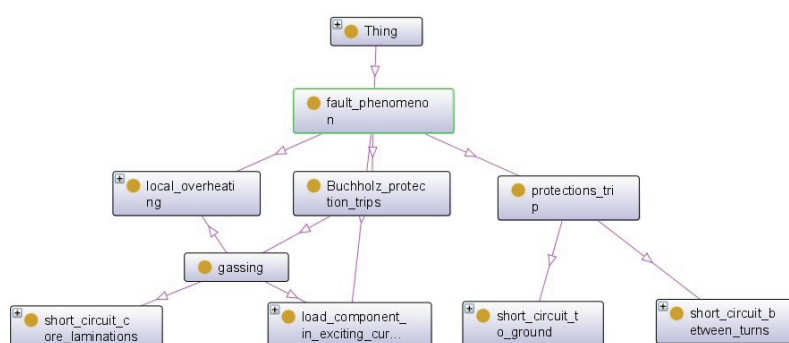 Thing
fault_phenomeno
n
local_overheati
ng
Buchholz_protec
tion_trips
protections_tri
p
gassing
short_circuit_c
ore_laminations
load_component_
in_exciting_cur...
short_circuit_t
o_ground
short_circuit_b
etween_turns